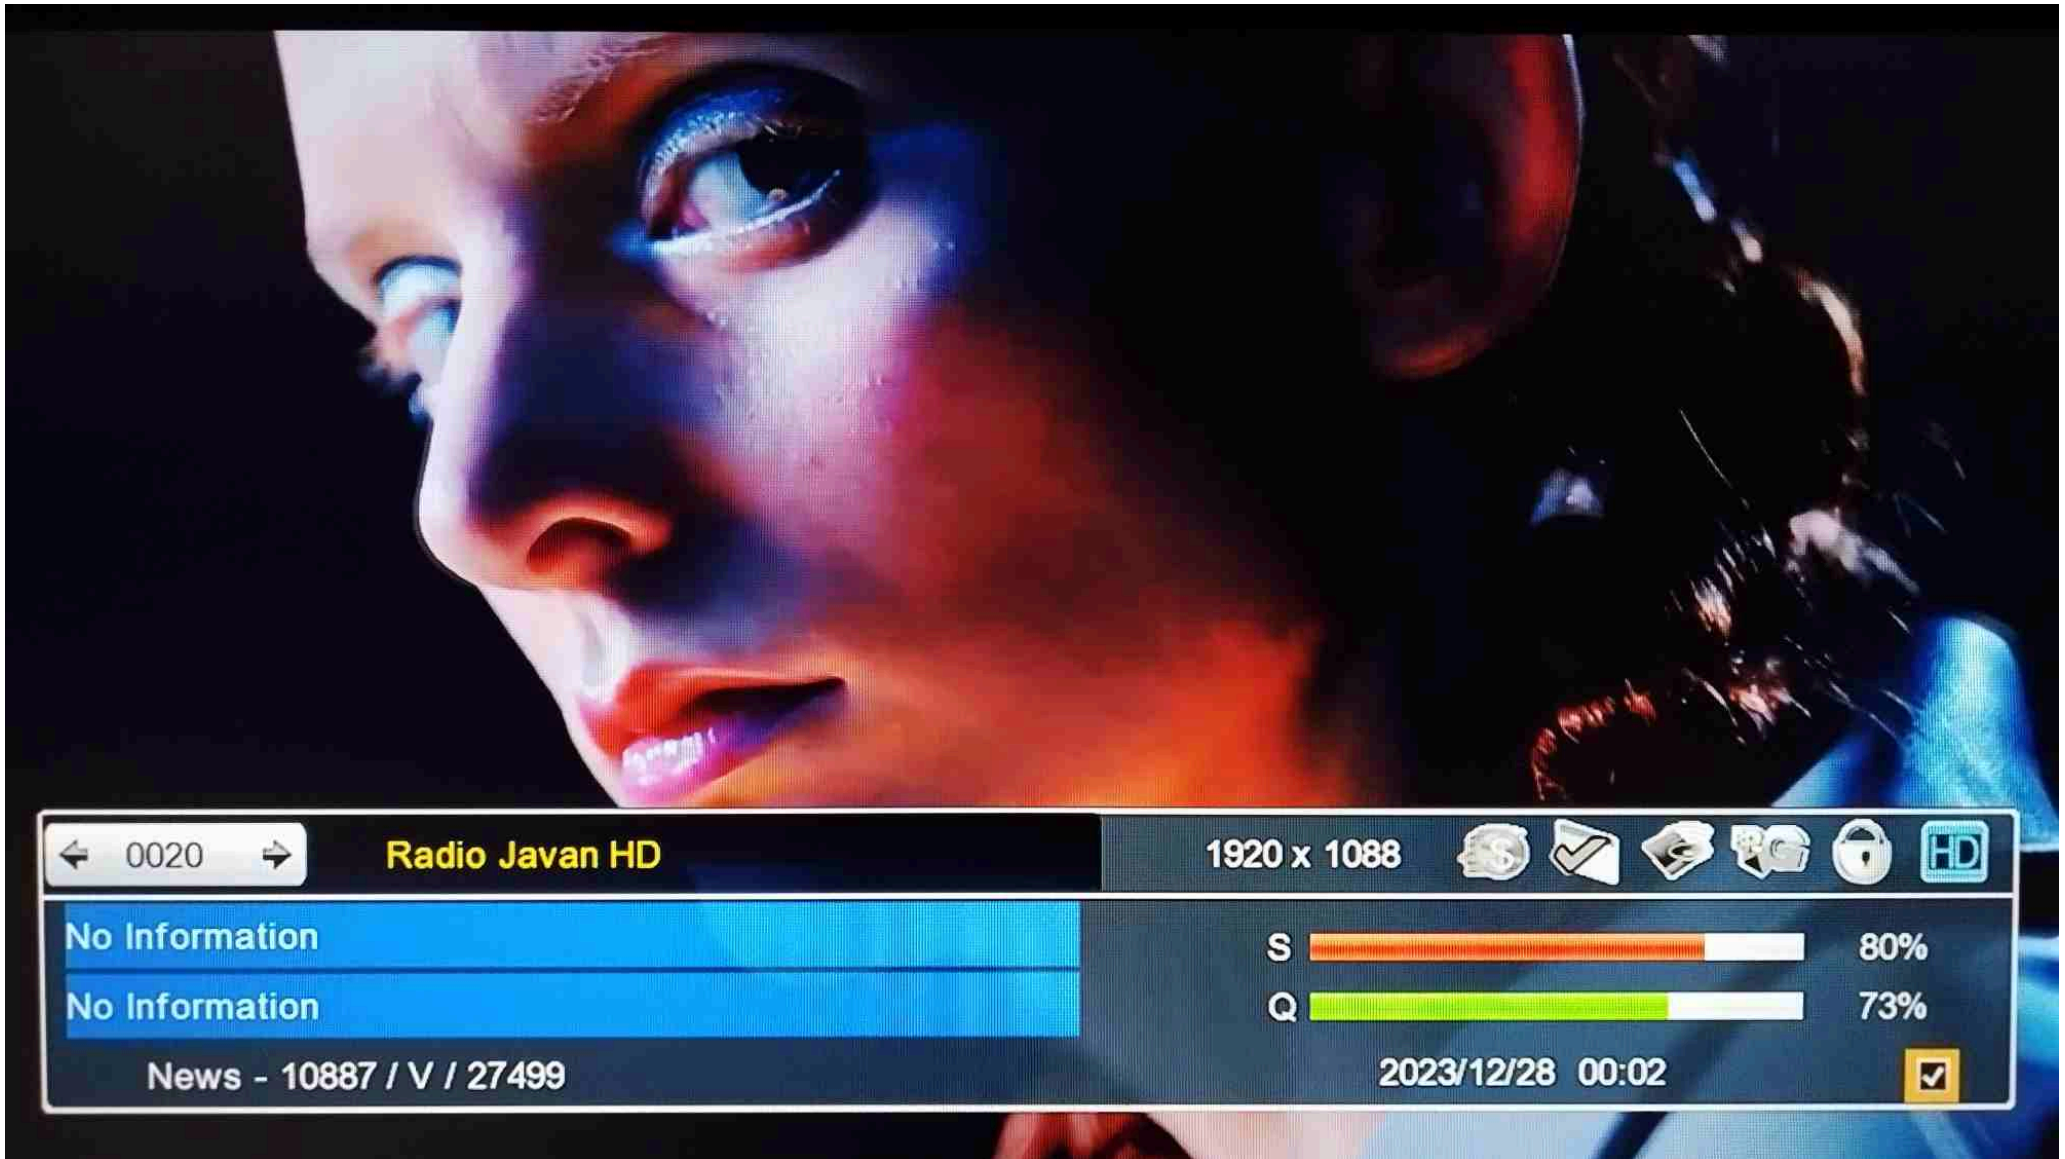 0020 Radio Javan HD 1920 x 1088 HD
No Information
S 80%
No Information
Q 73%
News - 10887 / V / 27499 2023/12/28 00:02